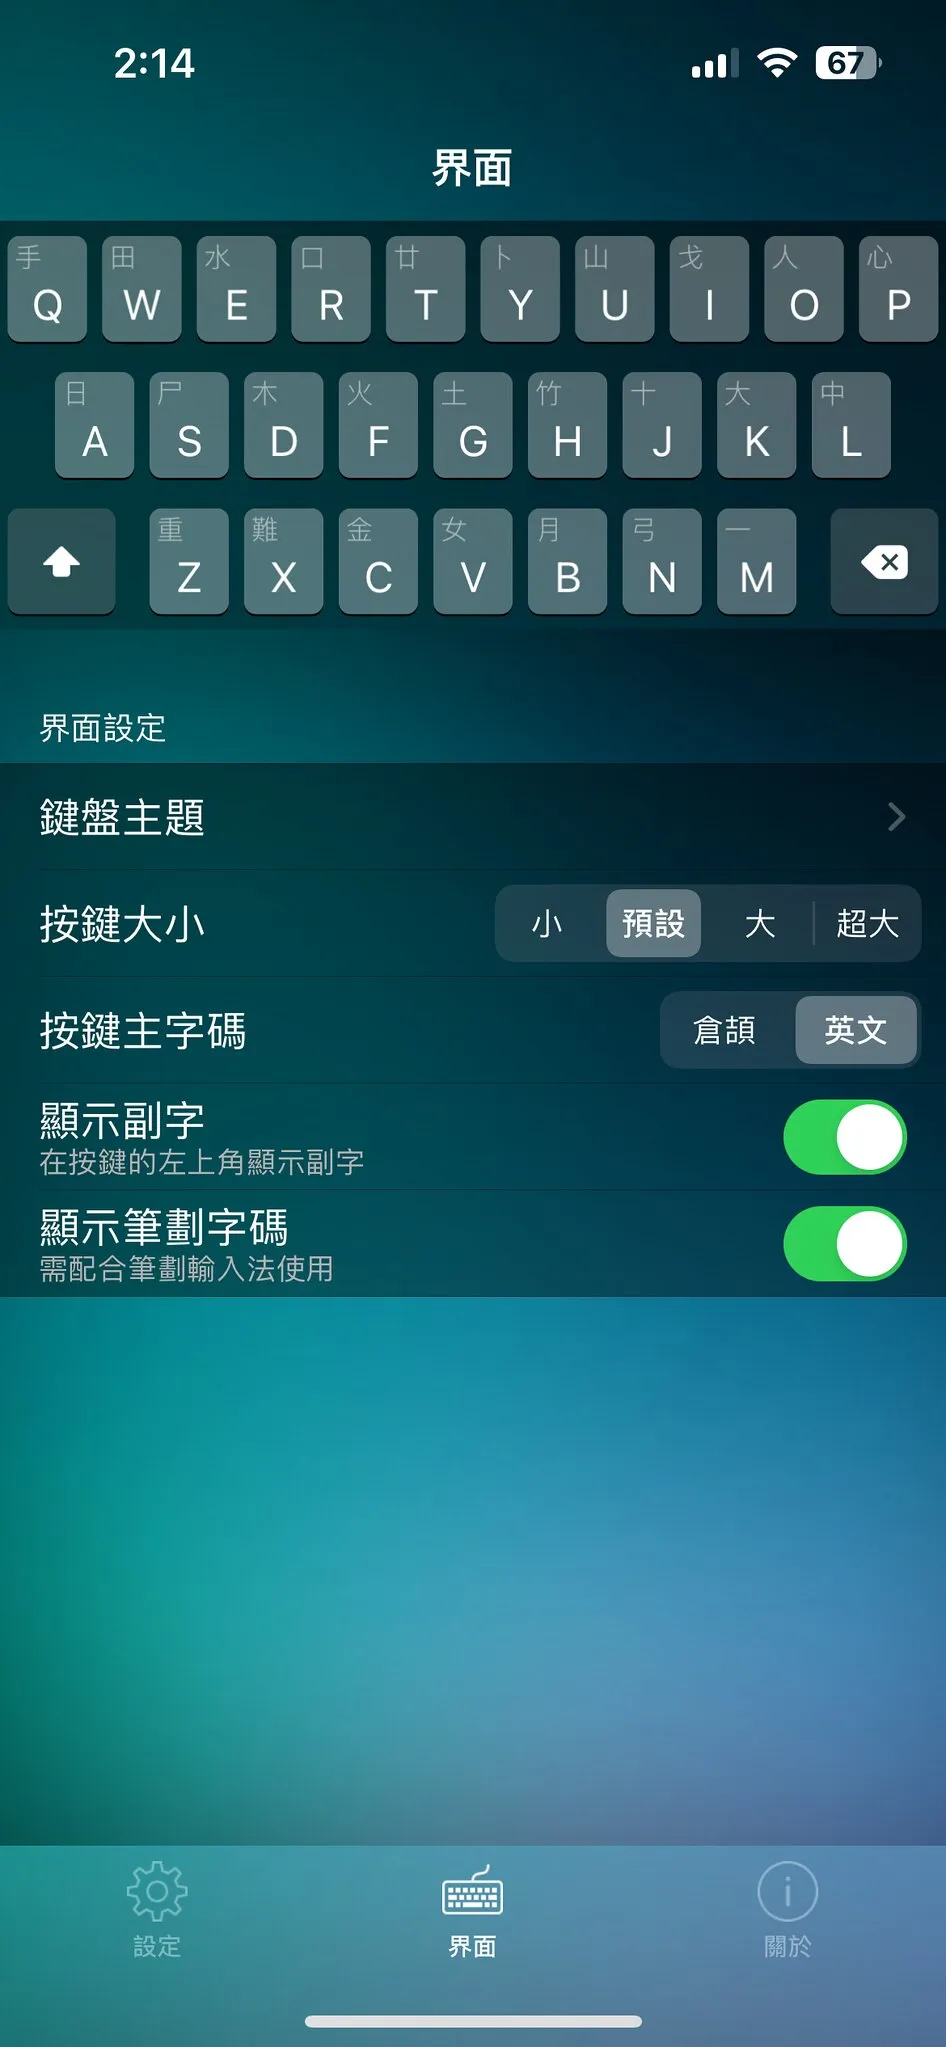 2:14 67
界面
手 田 水 口 廿 卜 山 戈 人 心
Q W E R T Y U I O P
日 尸 木 火 土 竹 十 大 中
A S D F G H J K L
重 難 金 女 月 弓 一
Z X C V B N M
界面設定
鍵盤主題
按鍵大小 小 預設 大 超大
按鍵主字碼 倉頡 英文
顯示副字
在按鍵的左上角顯示副字
顯示筆劃字碼
需配合筆劃輸入法使用
設定 界面 關於